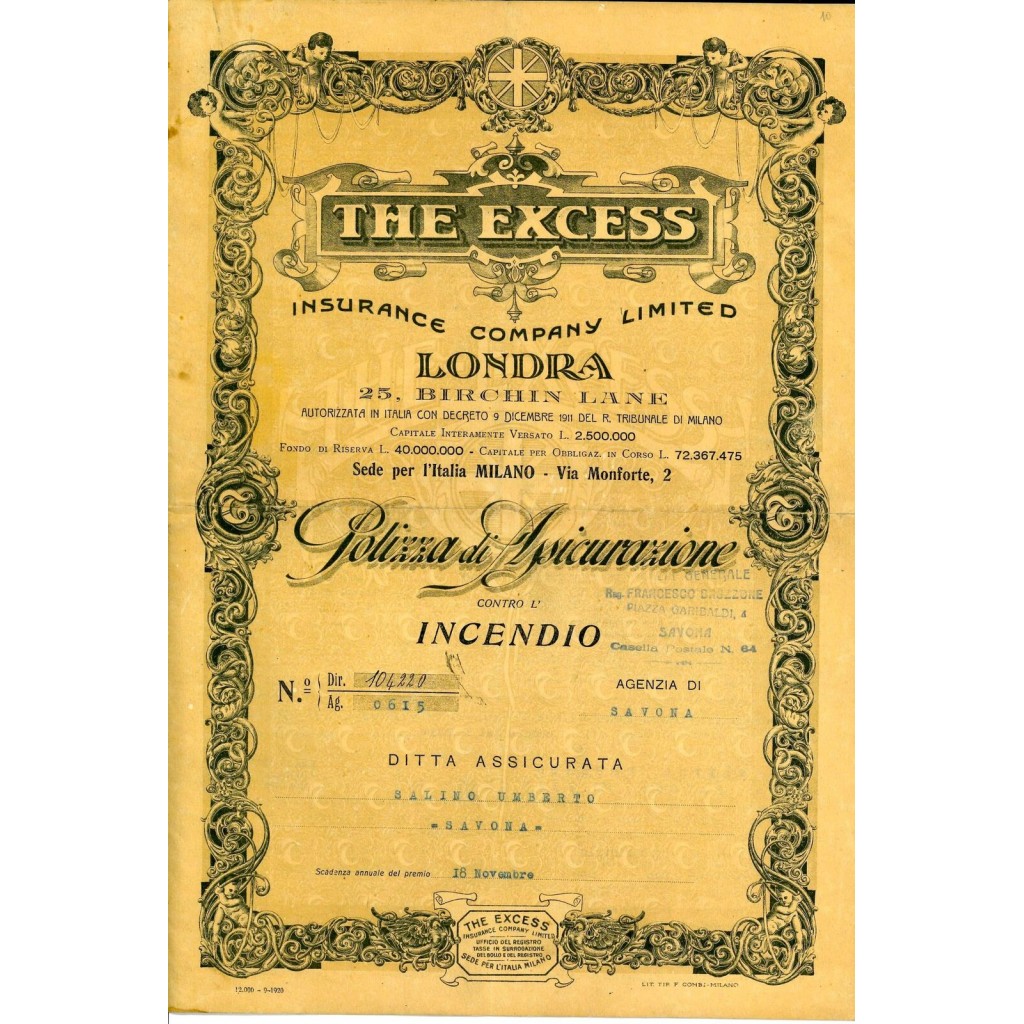 10
THE EXCESS
INSURANCE COMPANY LIMITED
LONDRA
25, BIRCHIN LANE
AUTORIZZATA IN ITALIA CON DECRETO 9 DICEMBRE 1911 DEL R. TRIBUNALE DI MILANO
CAPITALE INTERAMENTE VERSATO L. 2.500.000
FONDO DI RISERVA L. 40.000.000 - CAPITALE PER OBBLIGAZ. IN CORSO L. 72.367.475
Sede per l'Italia MILANO - Via Monforte, 2
Polizza di Assicurazione
GENERALE
Rag. FRANCESCO
PIAZZA GARIBALDI, 4
SAVONA
Casella Postale N. 64
CONTRO L'
INCENDIO
N.º Dir. 104220
Ag. 0615
AGENZIA DI
SAVONA
DITTA ASSICURATA
SALINO UMBERTO
=SAVONA=
Scadenza annuale del premio 18 Novembre
THE EXCESS
INSURANCE COMPANY LIMITED
UFFICIO DEL REGISTRO
TASSE IN SURROGAZIONE
DEL BOLLO E DEL REGISTRO
SEDE PER L'ITALIA MILANO
12.000 - 9-1920
LIT. TIP. F. COMBI-MILANO